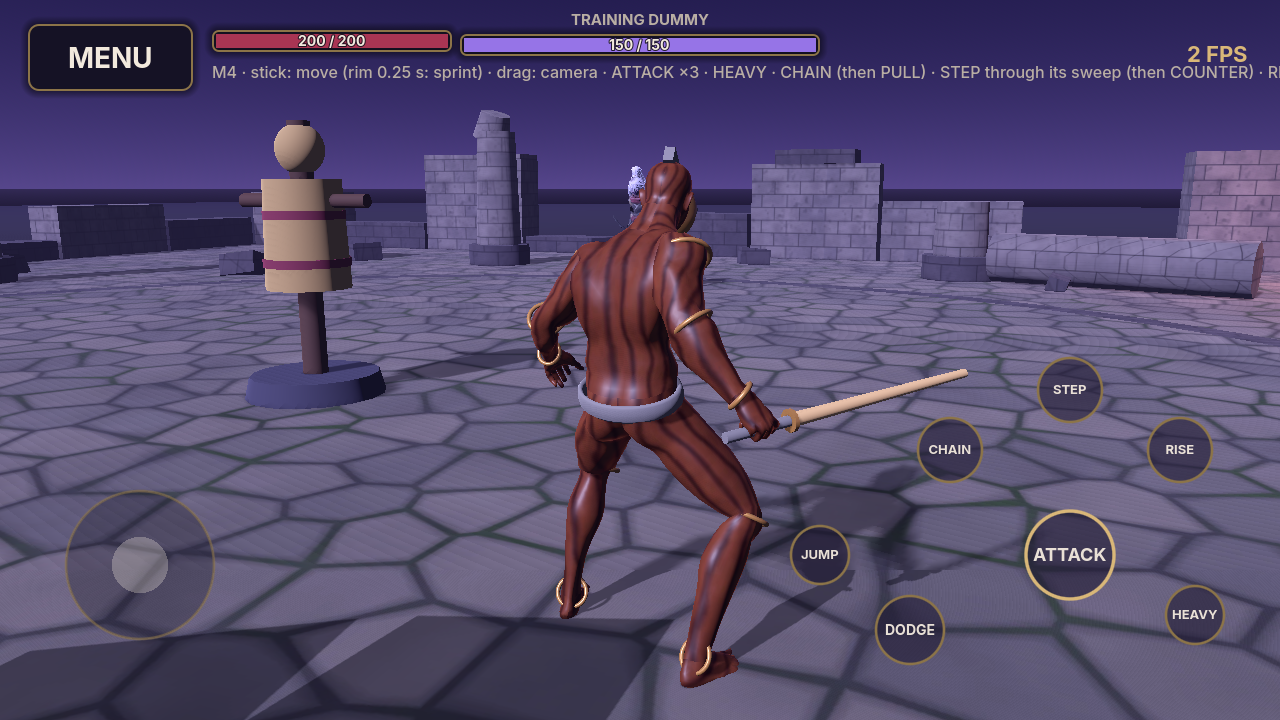 TRAINING DUMMY
MENU
200 / 200
150 / 150
2 FPS
M4 · stick: move (rim 0.25 s: sprint) · drag: camera · ATTACK ×3 · HEAVY · CHAIN (then PULL) · STEP through its sweep (then COUNTER) ·
STEP
CHAIN
RISE
JUMP
ATTACK
HEAVY
DODGE